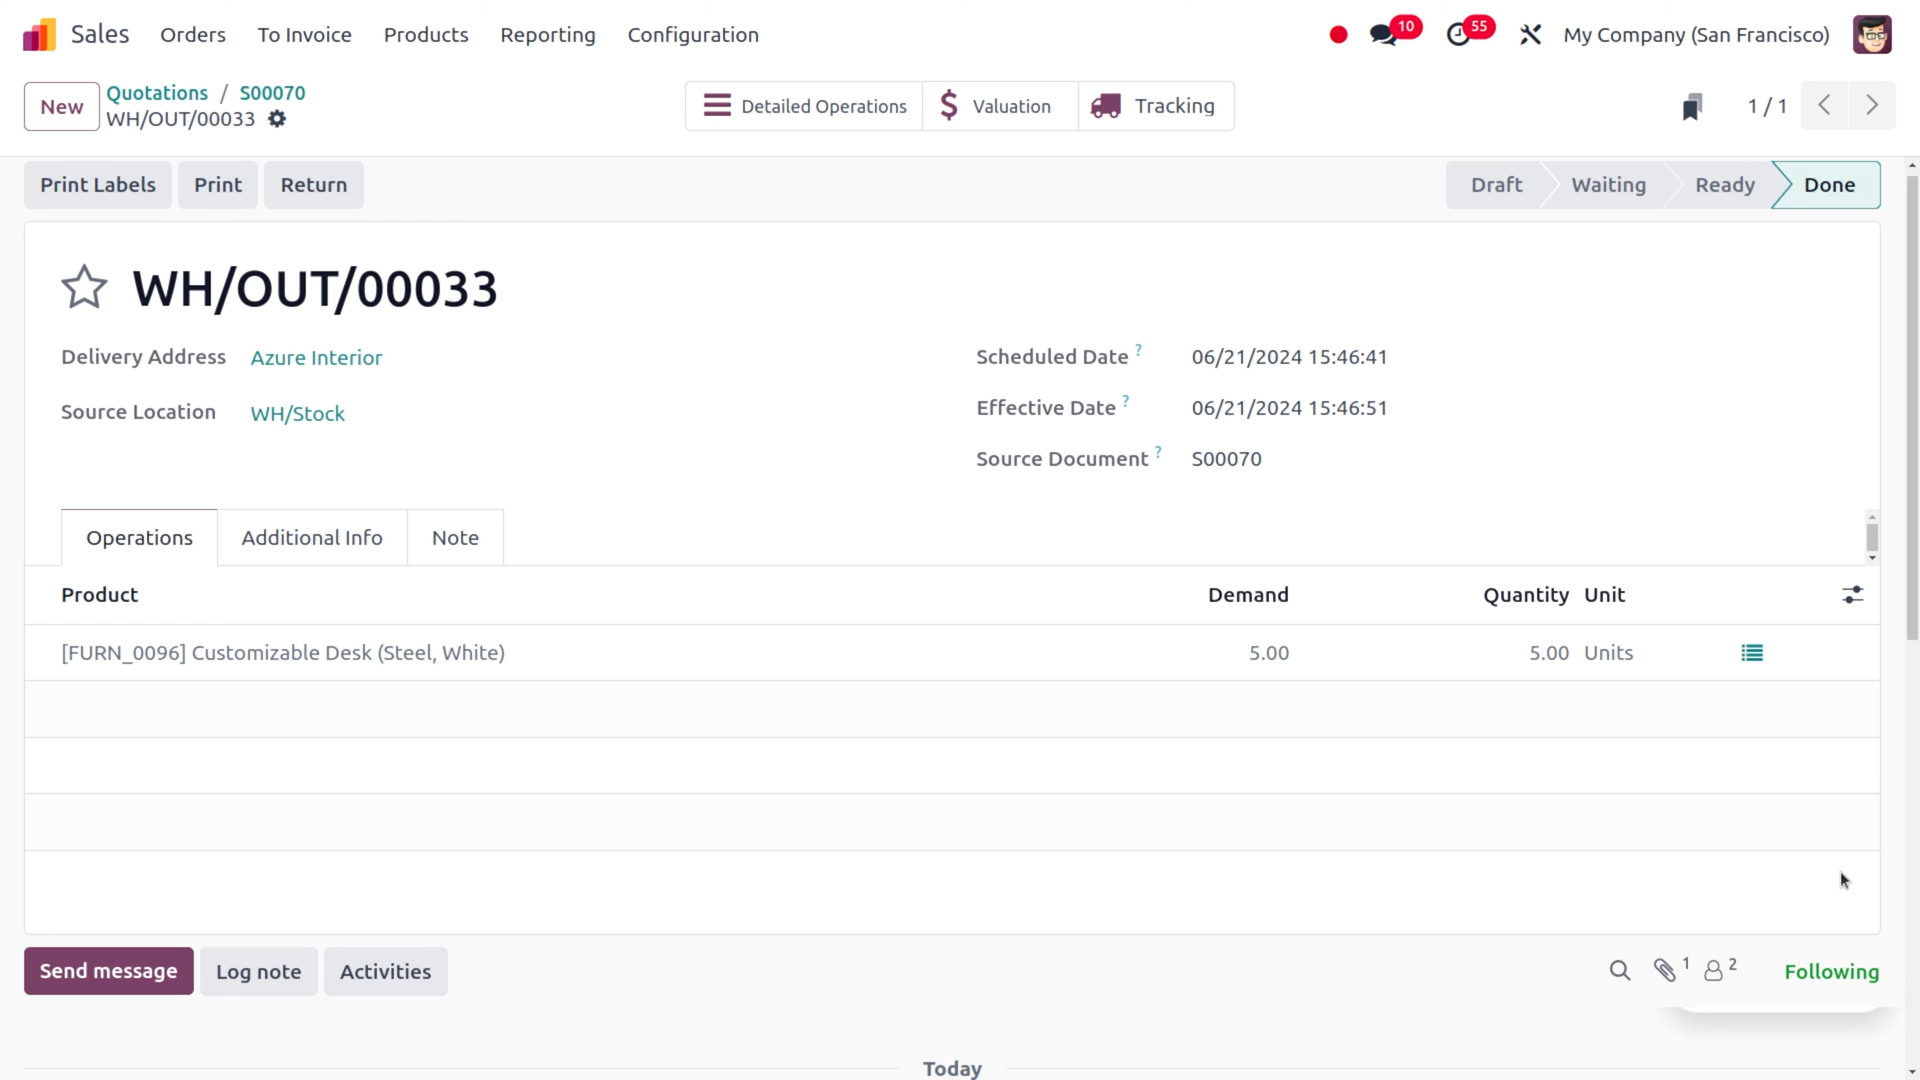 Sales Orders To Invoice Products Reporting Configuration 10 55 My Company (San Francisco)
New Quotations / S00070 Detailed Operations Valuation Tracking 1 / 1
WH/OUT/00033
Print Labels Print Return Draft Waiting Ready Done
WH/OUT/00033
Delivery Address Azure Interior Scheduled Date ? 06/21/2024 15:46:41
Source Location WH/Stock Effective Date ? 06/21/2024 15:46:51
Source Document ? S00070
Operations Additional Info Note
Product Demand Quantity Unit
[FURN_0096] Customizable Desk (Steel, White) 5.00 5.00 Units
Send message Log note Activities 1 2 Following
Today